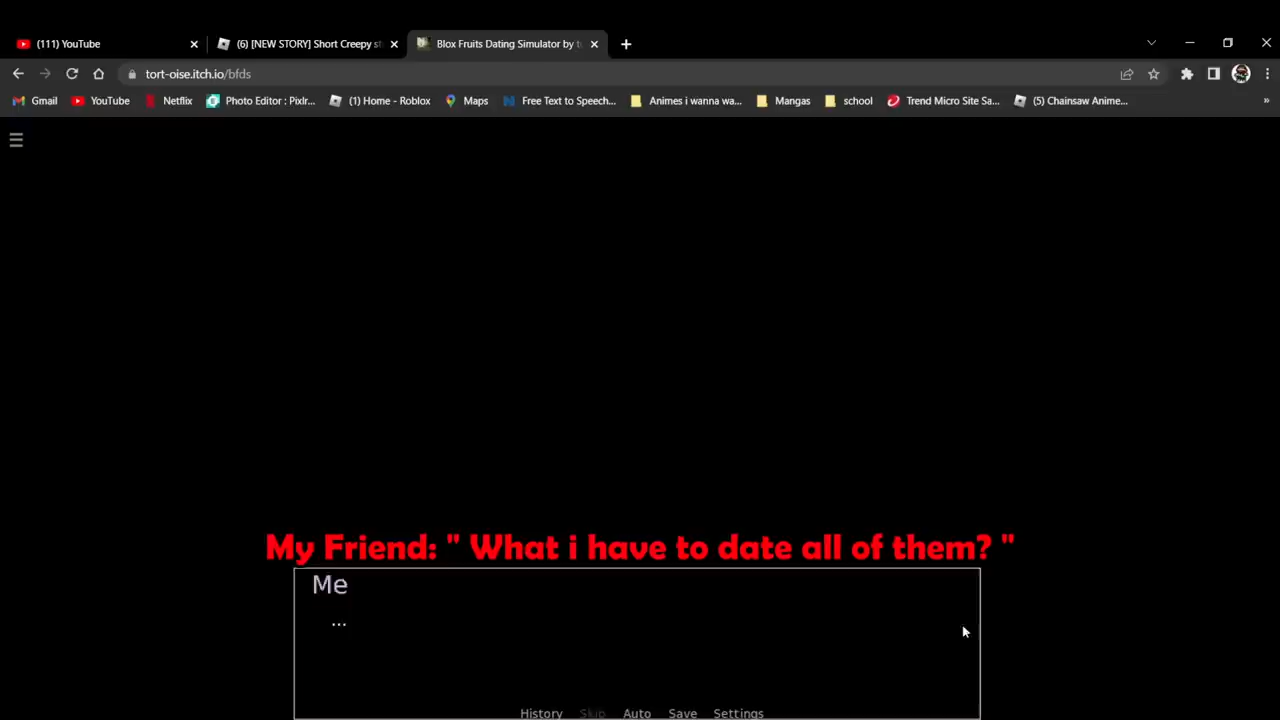 (111) YouTube
(6) [NEW STORY] Short Creepy st
Blox Fruits Dating Simulator by to
tort-oise.itch.io/bfds
Gmail
YouTube
Netflix
Photo Editor : Pixlr...
(1) Home - Roblox
Maps
Free Text to Speech...
Animes i wanna wa...
Mangas
school
Trend Micro Site Sa...
(5) Chainsaw Anime...
»
My Friend: " What i have to date all of them? "
Me
...
History Skip Auto Save Settings